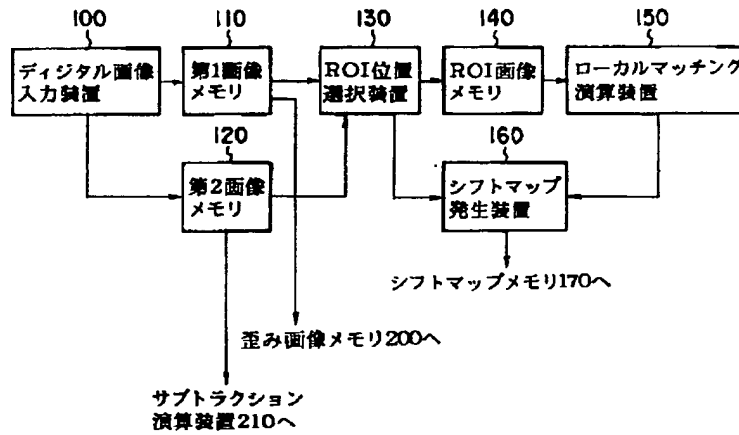 100
110
130
140
150
ディジタル画像
入力装置
第1画像
メモリ
ROI位置
選択装置
ROI画像
メモリ
ローカルマッチング
演算装置
120
160
第2画像
メモリ
シフトマップ
発生装置
シフトマップメモリ170へ
歪み画像メモリ200へ
サブトラクション
演算装置210へ